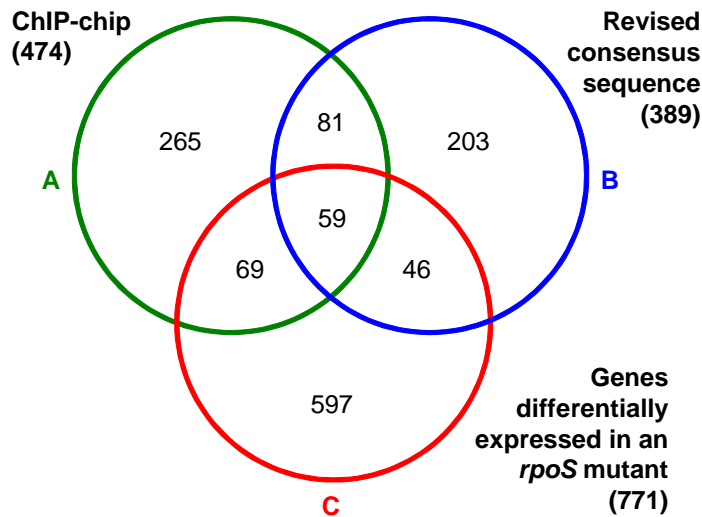 ChIP-chip
(474)
Revised
consensus
sequence
(389)
265
81
203
A
B
59
69
46
597
Genes
differentially
expressed in an
rpoS mutant
(771)
C